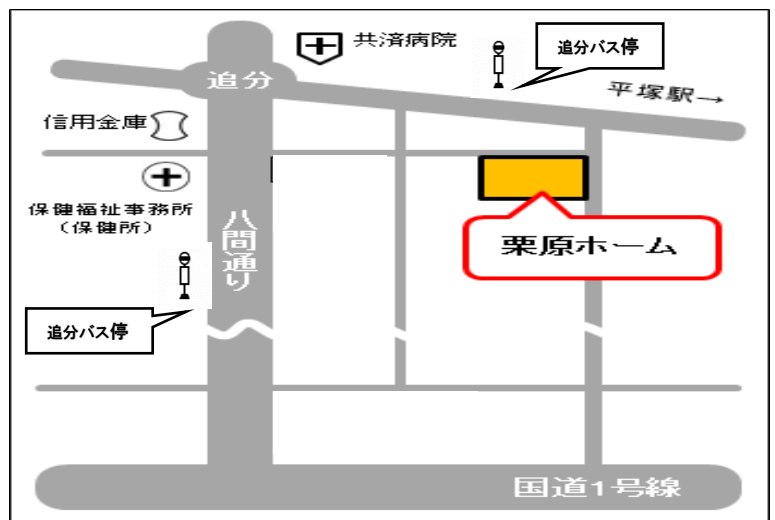 共済病院
追分バス停
追分
平塚駅→
信用金庫
保健福祉事務所
（保健所）
八間通り
栗原ホーム
追分バス停
国道1号線